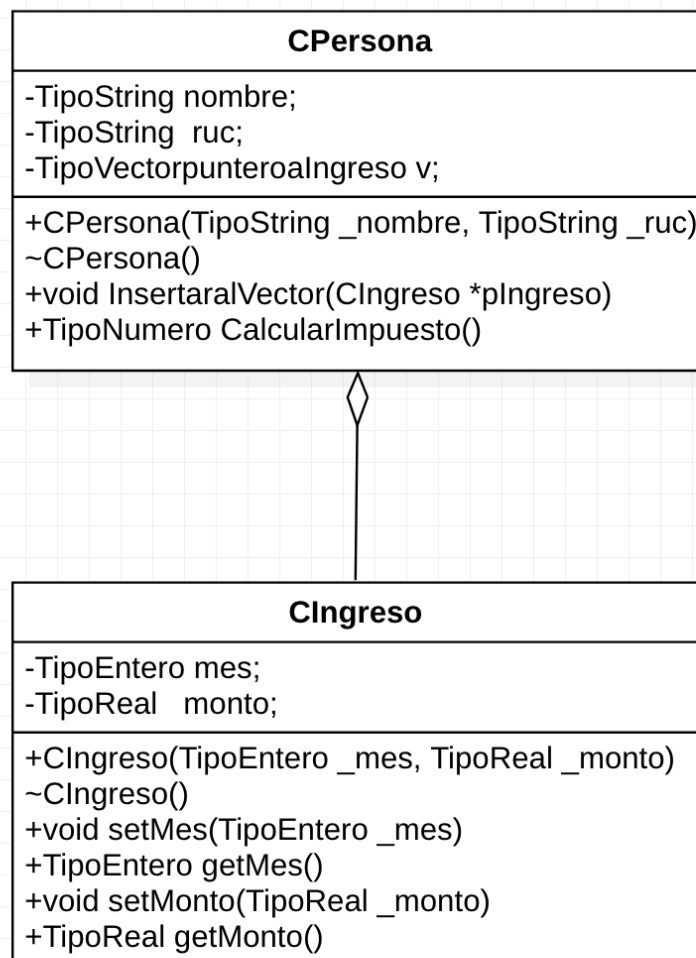 CPersona
-TipoString nombre;
-TipoString  ruc;
-TipoVectorpunteroaIngreso v;
+CPersona(TipoString _nombre, TipoString _ruc)
~CPersona()
+void InsertaralVector(CIngreso *pIngreso)
+TipoNumero CalcularImpuesto()
CIngreso
-TipoEntero mes;
-TipoReal   monto;
+CIngreso(TipoEntero _mes, TipoReal _monto)
~CIngreso()
+void setMes(TipoEntero _mes)
+TipoEntero getMes()
+void setMonto(TipoReal _monto)
+TipoReal getMonto()